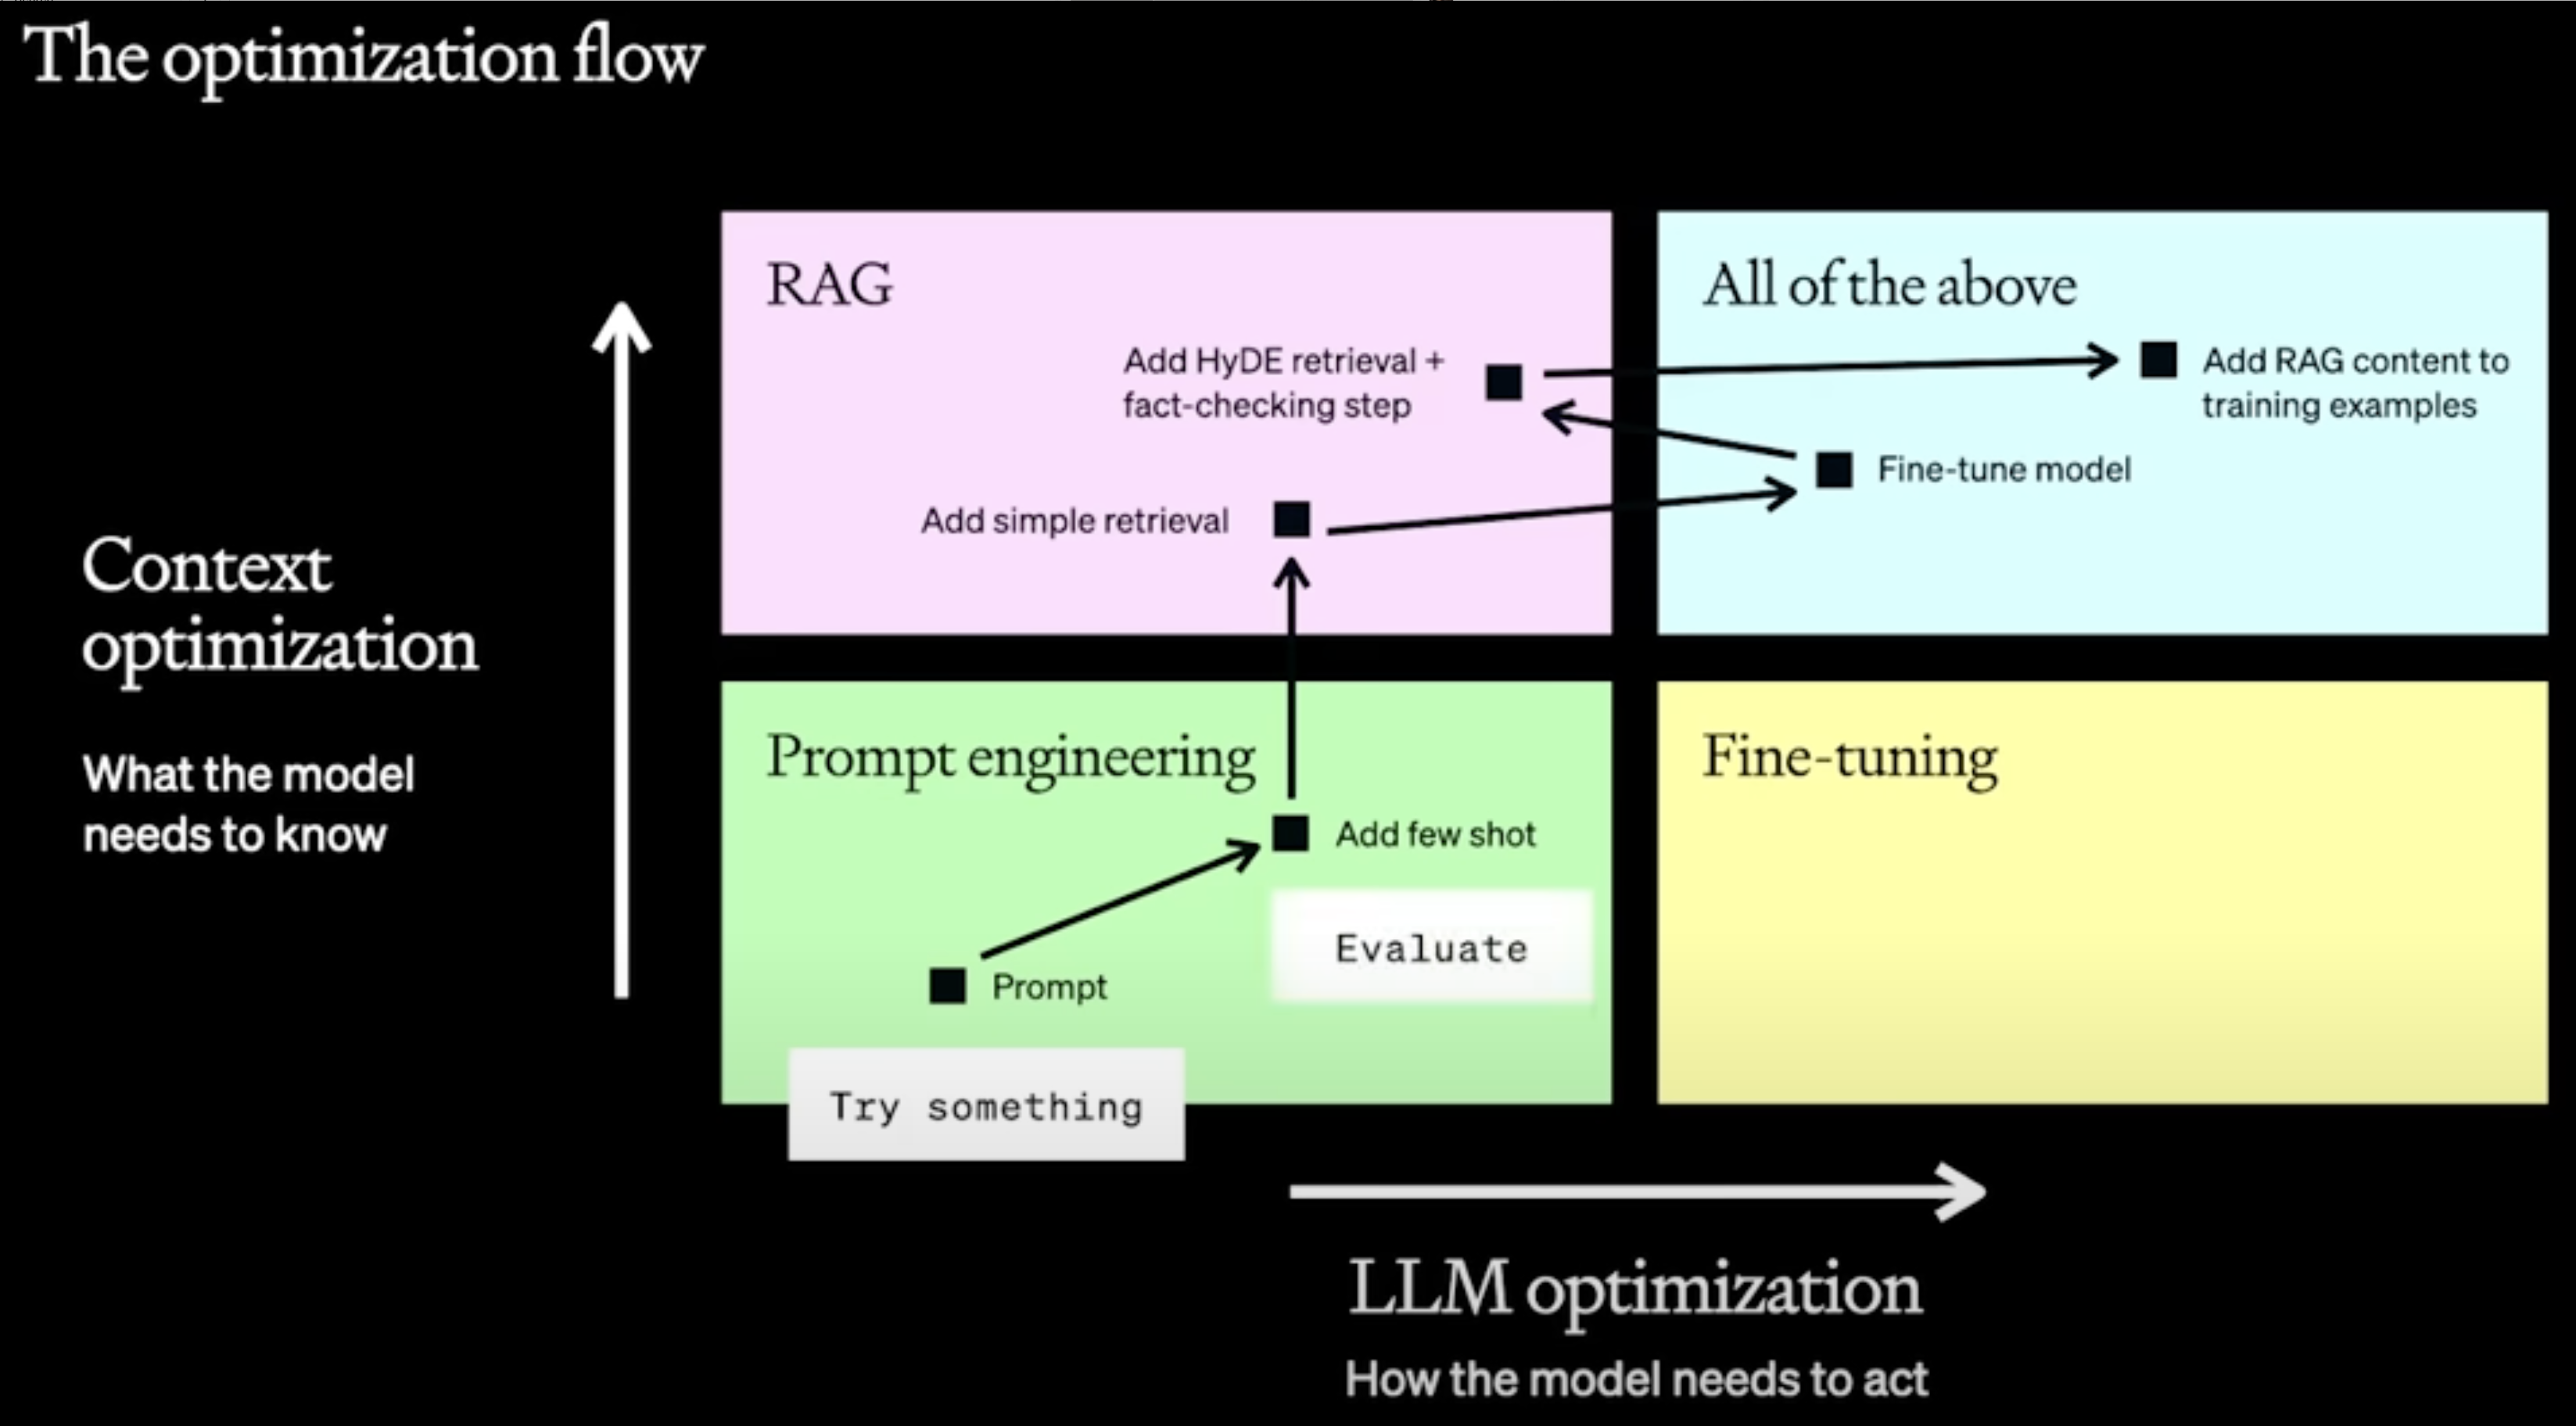 The optimization flow
RAG
All of the above
Add HyDE retrieval +
fact-checking step
Add RAG content to
training examples
Fine-tune model
Add simple retrieval
Context
optimization
What the model
needs to know
Prompt engineering
Fine-tuning
Add few shot
Evaluate
Prompt
Try something
LLM optimization
How the model needs to act